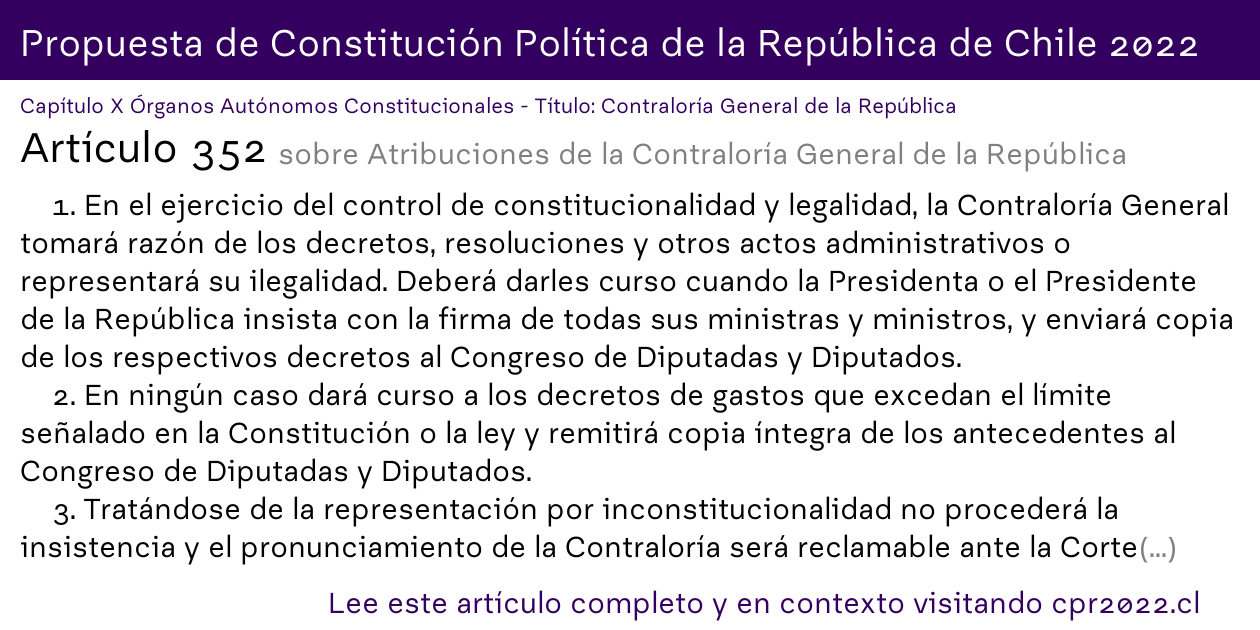 Propuesta de Constitución Política de la República de Chile 2022
Capítulo X Órganos Autónomos Constitucionales - Título: Contraloría General de la República
Artículo 352 sobre Atribuciones de la Contraloría General de la República
1. En el ejercicio del control de constitucionalidad y legalidad, la Contraloría General
tomará razón de los decretos, resoluciones y otros actos administrativos o
representará su ilegalidad. Deberá darles curso cuando la Presidenta o el Presidente
de la República insista con la firma de todas sus ministras y ministros, y enviará copia
de los respectivos decretos al Congreso de Diputadas y Diputados.
2. En ningún caso dará curso a los decretos de gastos que excedan el límite
señalado en la Constitución o la ley y remitirá copia íntegra de los antecedentes al
Congreso de Diputadas y Diputados.
3. Tratándose de la representación por inconstitucionalidad no procederá la
insistencia y el pronunciamiento de la Contraloría será reclamable ante la Corte(...)
Lee este artículo completo y en contexto visitando cpr2022.cl